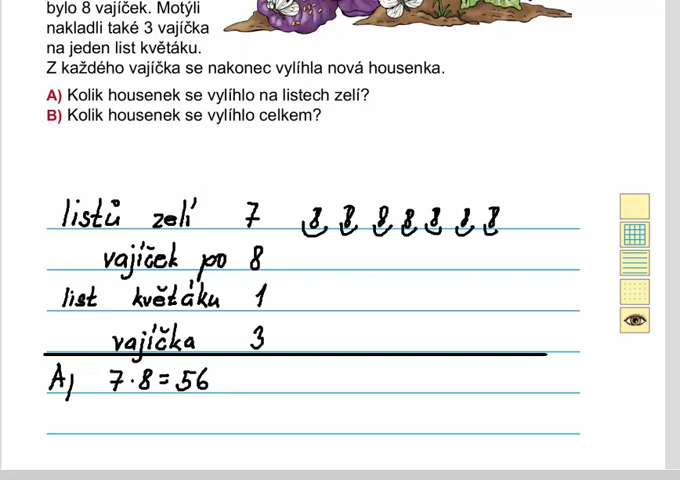 bylo 8 vajíček. Motýli
nakladli také 3 vajíčka
na jeden list květáku.
Z každého vajíčka se nakonec vylíhla nová housenka.
A) Kolik housenek se vylíhlo na listech zelí?
B) Kolik housenek se vylíhlo celkem?
listů zelí 7 8 8 8 8 8 8 8
vajíček po 8
list květáku 1
vajíčka 3
A) 7·8=56